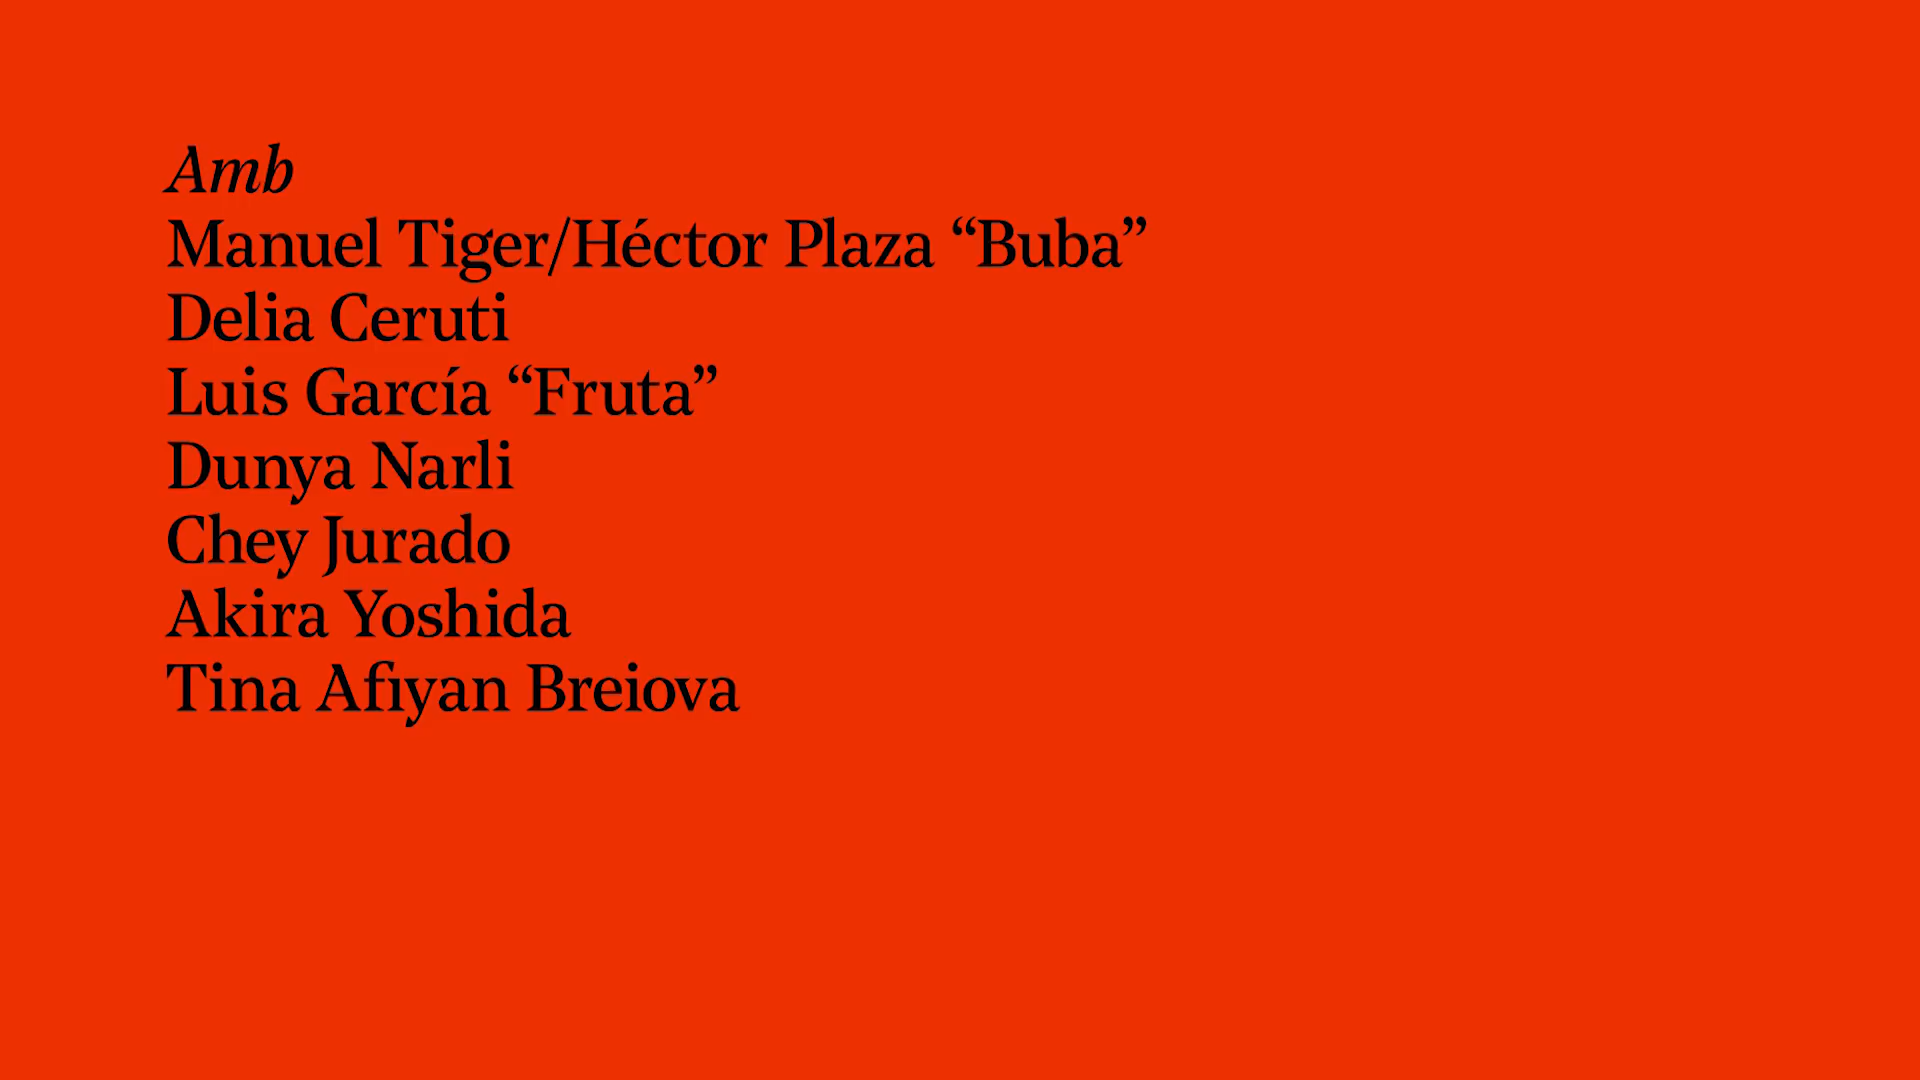 Amb
Manuel Tiger/Héctor Plaza “Buba”
Delia Ceruti
Luis García “Fruta”
Dunya Narli
Chey Jurado
Akira Yoshida
Tina Afiyan Breiova